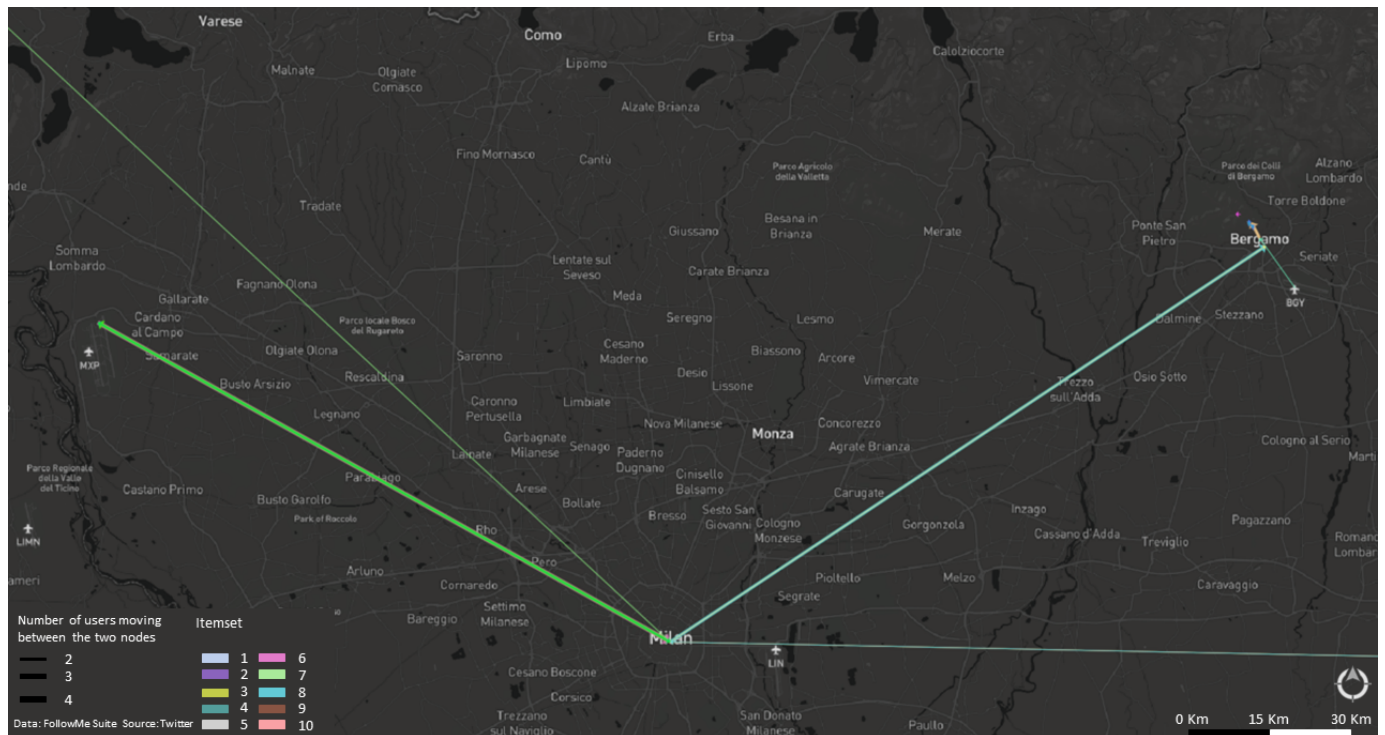 Varese
Como
Erba
Calolziocorte
Malnate
Olgiate
Comasco
Lipomo
Alzate Brianza
Fino Mornasco
Cantù
Parco Agricolo
della Valletta
Parco dei Colli
di Bergamo
Alzano
Lombardo
nde
Tradate
Torre Boldone
Giussano
Besana in
Brianza
Merate
Ponte San
Pietro
Bergamo
Somma
Lombardo
Lentate sul
Seveso
Carate Brianza
Seriate
Fagnano Olona
Meda
BGY
Gallarate
Cardano
al Campo
Parco locale Bosco
del Rugareto
Seregno
Lesmo
Dalmine
Stezzano
Samarate
MXP
Olgiate Olona
Saronno
Cesano
Maderno
Biassono
Arcore
Busto Arsizio
Rescaldina
Desio
Lissone
Vimercate
Trezzo
sull'Adda
Osio Sotto
Legnano
Caronno
Pertusella
Limbiate
Nova Milanese
Monza
Concorezzo
Garbagnate
Milanese
Senago
Paderno
Dugnano
Agrate Brianza
Cologno al Serio
Lainate
Marti
Parco Regionale
della Valle
del Ticino
Castano Primo
Parabiago
Busto Garolfo
Arese
Bollate
Cinisello
Balsamo
Carugate
Park of Roccolo
Bresso
Sesto San
Giovanni
Cologno
Monzese
Gorgonzola
Inzago
Pagazzano
LIMN
Rho
Cassano d'Adda
Treviglio
Romano
Lombar
Pero
Arluno
Cornaredo
Pioltello
Melzo
Caravaggio
ameri
Segrate
Bareggio
Settimo
Milanese
Milan
LIN
Cesano Boscone
Corsico
Trezzano
sul Naviglio
San Donato
Milanese
Paullo
Number of users moving
between the two nodes
2
3
4
Itemset
1 6
2 7
3 8
4 9
5 10
Data: FollowMe Suite Source: Twitter
0 Km 15 Km 30 Km